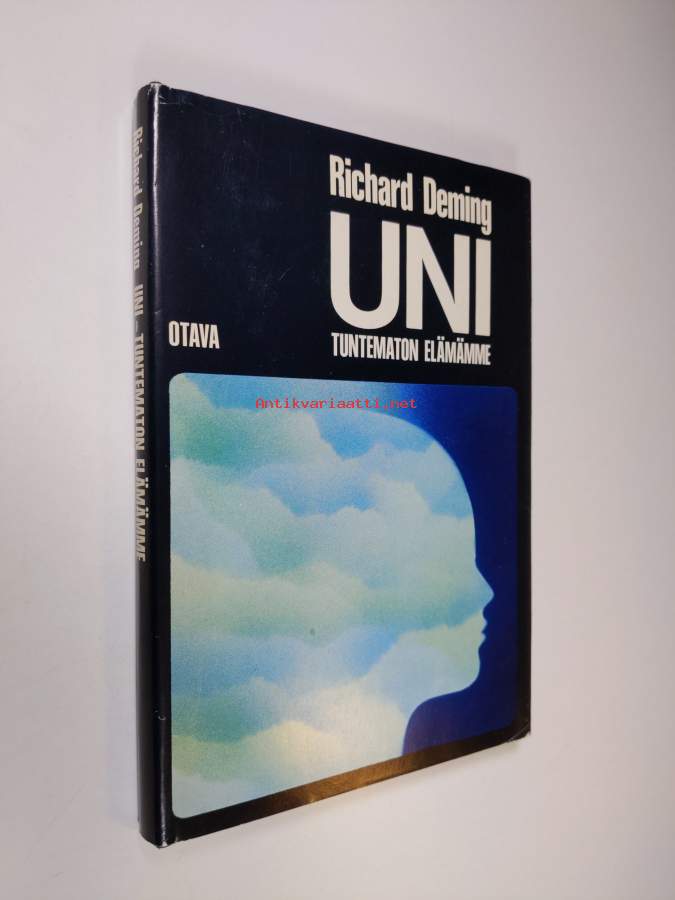 Richard Deming
UNI
TUNTEMATON ELÄMÄMME
OTAVA
Antikvariaatti.net
Richard Deming UNI – TUNTEMATON ELÄMÄMME